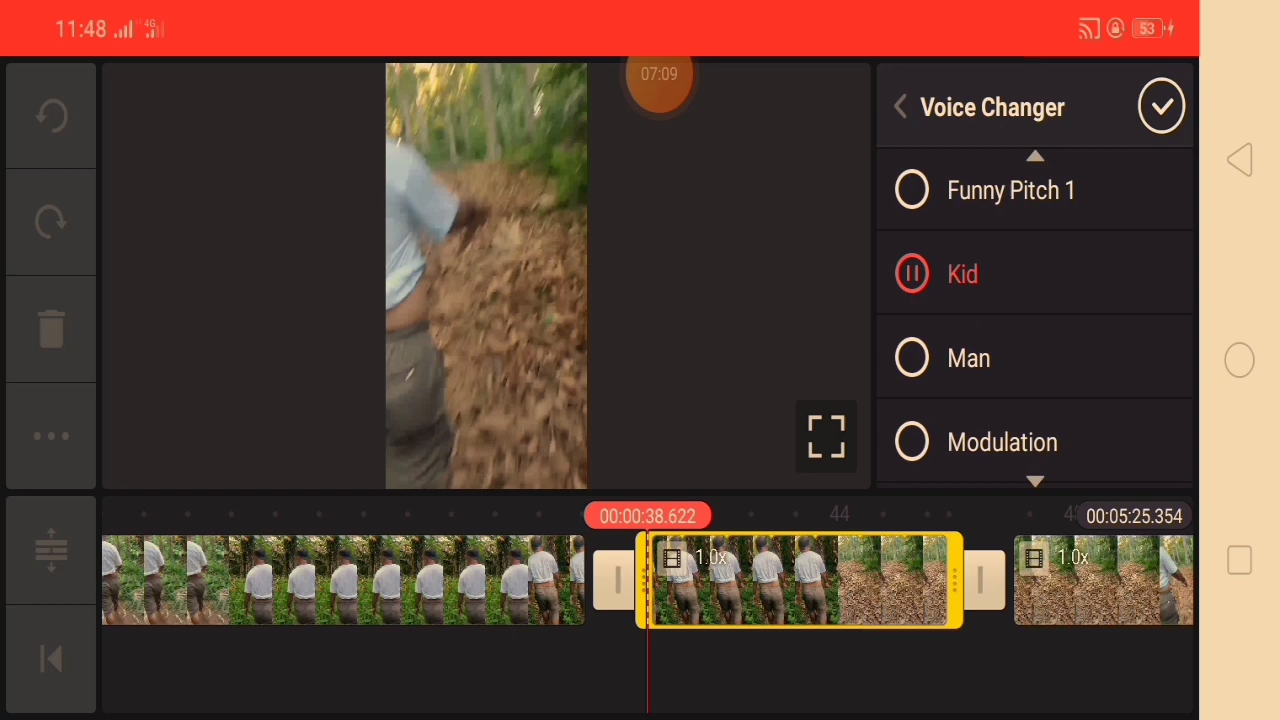 11:48
4G
53
07:09
Voice Changer
Funny Pitch 1
Kid
Man
Modulation
00:00:38.622
44
00:05:25.354
1.0x
1.0x